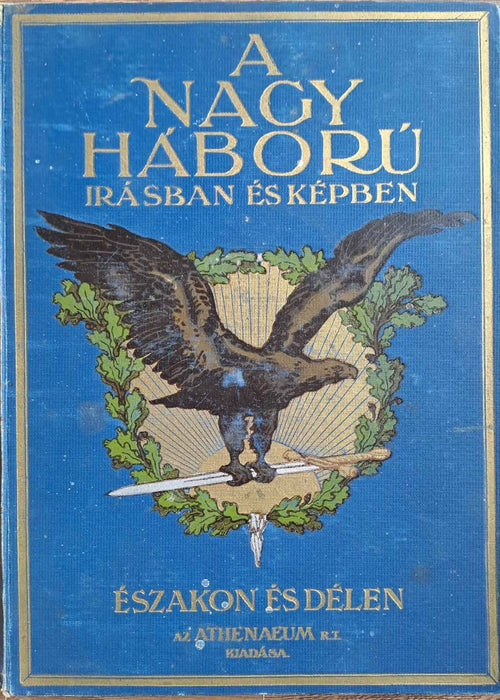 A
NAGY
HÁBORÚ
IRÁSBAN ÉS KÉPBEN
ÉSZAKON ÉS DÉLEN
AZ ATHENAEUM R.T.
KIADÁSA.